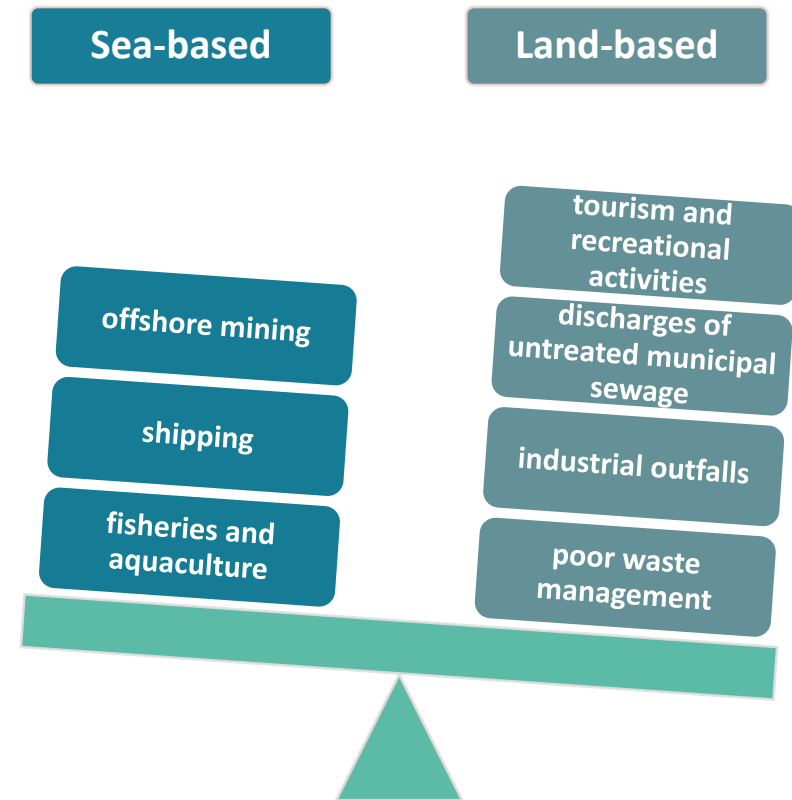 Sea-based
Land-based
offshore mining
shipping
fisheries and
aquaculture
tourism and
recreational
activities
discharges of
untreated municipal
sewage
industrial outfalls
poor waste
management